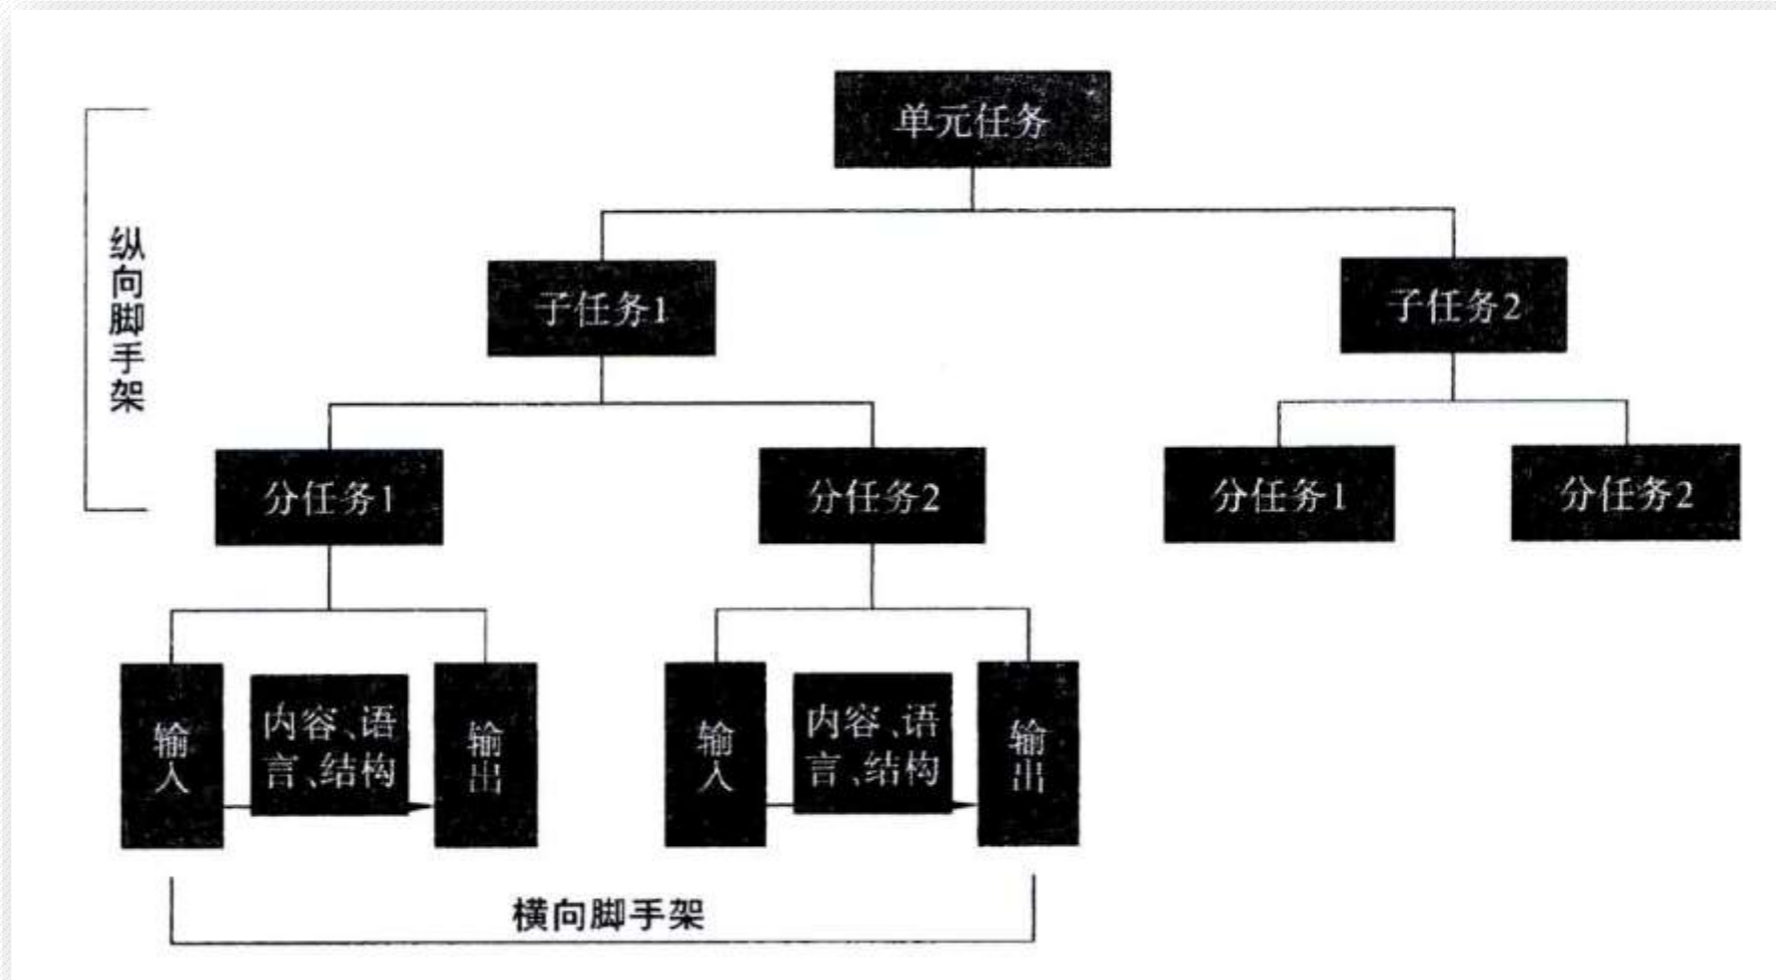 单元任务
纵向脚手架
子任务1
子任务2
分任务1
分任务2
分任务1
分任务2
输入
内容、语
言、结构
输出
输入
内容、语
言、结构
输出
横向脚手架